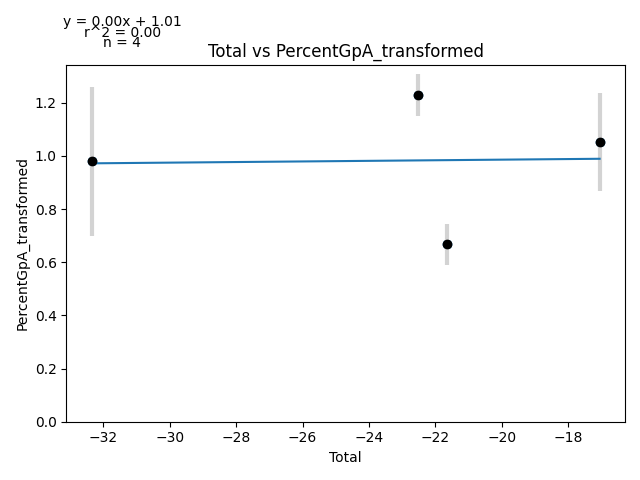 y = 0.00x + 1.01
r^2 = 0.00
n = 4
Total vs PercentGpA_transformed
PercentGpA_transformed
1.2
1.0
0.8
0.6
0.4
0.2
0.0
−32 −30 −28 −26 −24 −22 −20 −18
Total